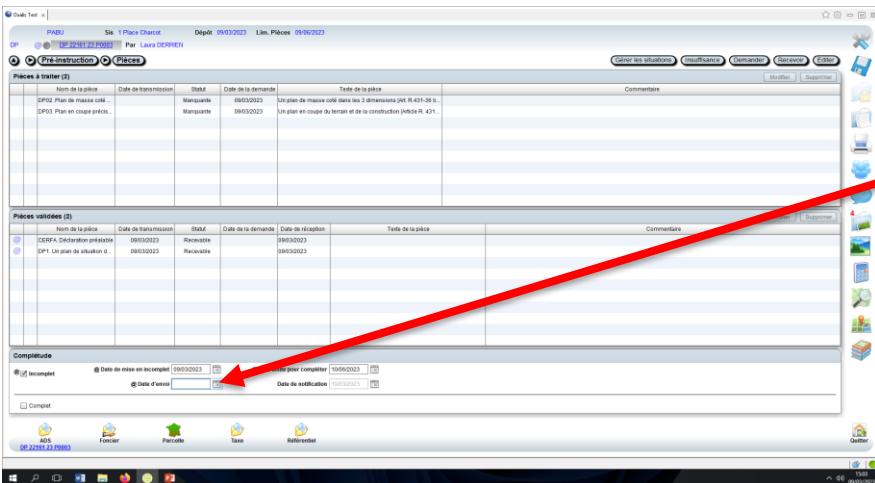 Oxalis Test
PABU Sis 1 Place Charcot Dépôt 09/03/2023 Lim. Pièces 09/06/2023
DP DP 22161 23 P0003 Par Laura DERRIEN
Pré-instruction Pièces Gérer les situations Insuffisance Demander Recevoir Editer
Pièces à traiter (2) Modifier Supprimer
Nom de la pièce Date de transmission Statut Date de la demande Texte de la pièce Commentaire
DP02. Plan de masse coté ... Manquante 09/03/2023 Un plan de masse coté dans les 3 dimensions [Art. R.431-36 b...
DP03. Plan en coupe précis... Manquante 09/03/2023 Un plan en coupe du terrain et de la construction [Article R. 431...
Pièces validées (2) Supprimer
Nom de la pièce Date de transmission Statut Date de la demande Date de réception Texte de la pièce Commentaire
CERFA. Déclaration préalable 09/03/2023 Recevable 09/03/2023
DP1. Un plan de situation d... 09/03/2023 Recevable 09/03/2023
4
Complétude
Incomplet @ Date de mise en incomplet 09/03/2023 pour compléter 10/06/2023
@ Date d'envoi Date de notification 10/03/2023
Complet
ADS Foncier Parcelle Taxe Référentiel Quitter
DP 22161 23 P0003
15:03
09/03/2023